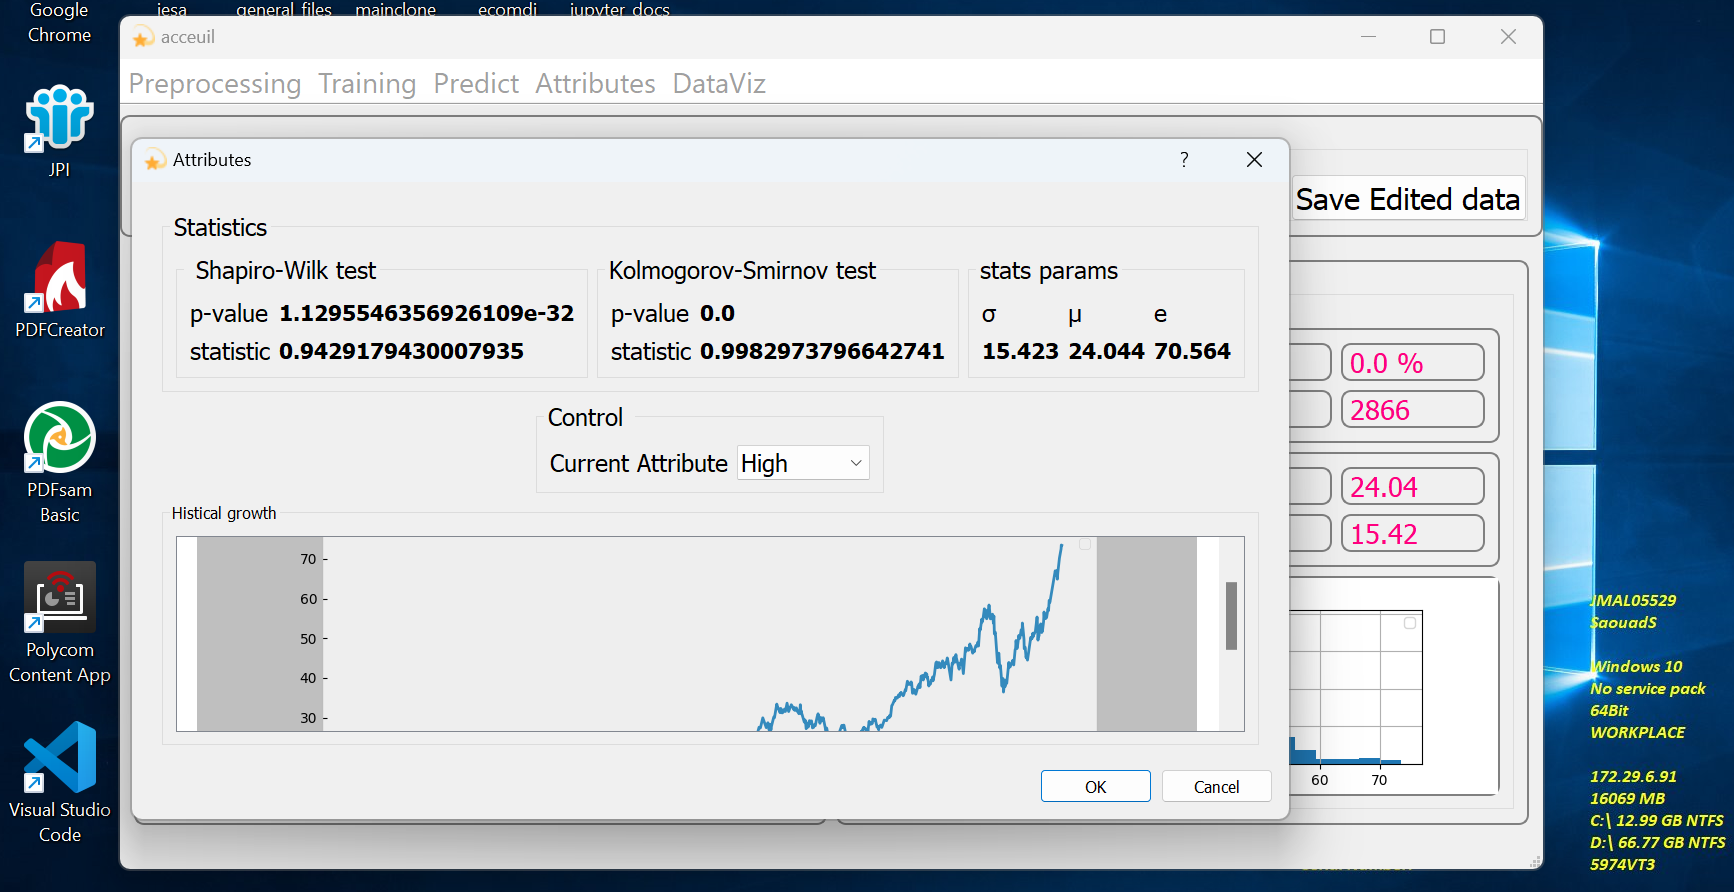 Google
Chrome
jesa
general files
mainclone
ecomdi
jupyter docs
JPI
PDFCreator
PDFsam
Basic
Polycom
Content App
Visual Studio
Code
acceuil
Preprocessing Training Predict Attributes DataViz
Save Edited data
Attributes
?
Statistics
Shapiro-Wilk test
p-value 1.1295546356926109e-32
statistic 0.9429179430007935
Kolmogorov-Smirnov test
p-value 0.0
statistic 0.9982973796642741
stats params
σ μ e
15.423 24.044 70.564
Control
Current Attribute High
Histical growth
70
60
50
40
30
OK
Cancel
0.0 %
2866
24.04
15.42
60
70
JMAL05529
SaouadS
Windows 10
No service pack
64Bit
WORKPLACE
172.29.6.91
16069 MB
C:\ 12.99 GB NTFS
D:\ 66.77 GB NTFS
5974VT3